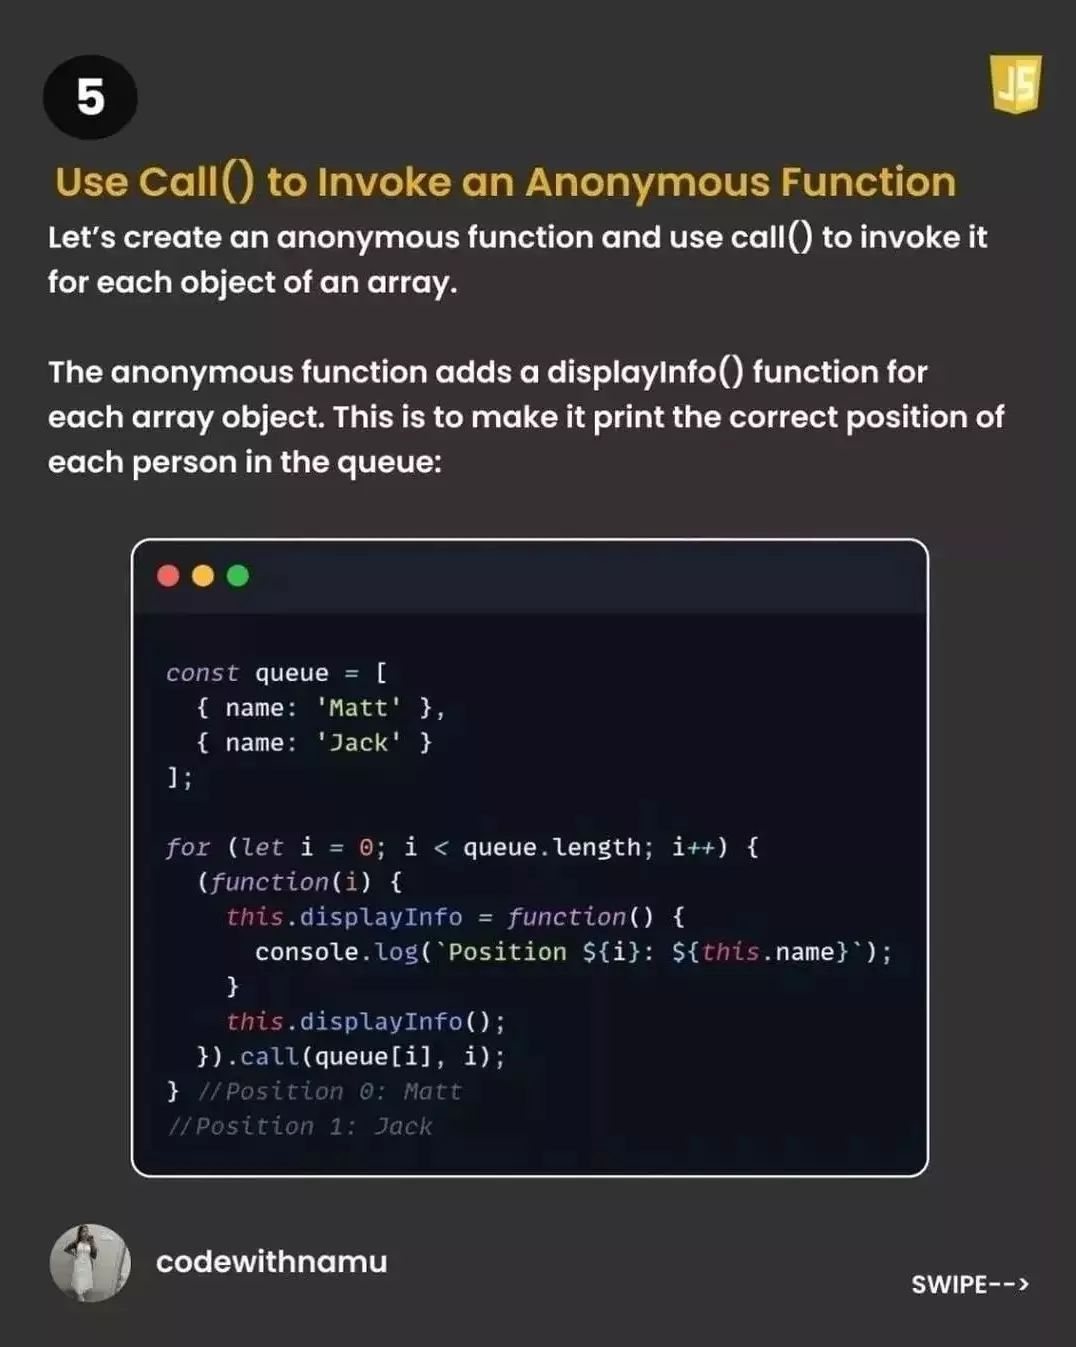 5
JS
Use Call() to Invoke an Anonymous Function
Let’s create an anonymous function and use call() to invoke it
for each object of an array.
The anonymous function adds a displayInfo() function for
each array object. This is to make it print the correct position of
each person in the queue:
const queue = [
  { name: 'Matt' },
  { name: 'Jack' }
];
for (let i = 0; i < queue.length; i++) {
  (function(i) {
    this.displayInfo = function() {
      console.log(`Position ${i}: ${this.name}`);
    }
    this.displayInfo();
  }).call(queue[i], i);
} //Position 0: Matt
//Position 1: Jack
codewithnamu
SWIPE-->